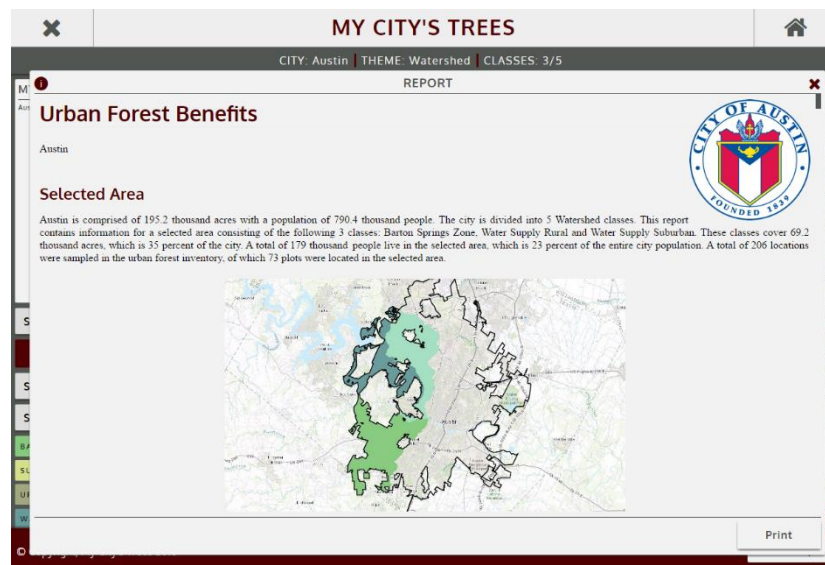 MY CITY'S TREES
CITY: Austin | THEME: Watershed | CLASSES: 3/5
REPORT
Urban Forest Benefits
CITY OF AUSTIN
FOUNDED 1839
Austin
Selected Area
Austin is comprised of 195.2 thousand acres with a population of 790.4 thousand people. The city is divided into 5 Watershed classes. This report
contains information for a selected area consisting of the following 3 classes: Barton Springs Zone, Water Supply Rural and Water Supply Suburban. These classes cover 69.2
thousand acres, which is 35 percent of the city. A total of 179 thousand people live in the selected area, which is 23 percent of the entire city population. A total of 206 locations
were sampled in the urban forest inventory, of which 73 plots were located in the selected area.
Print